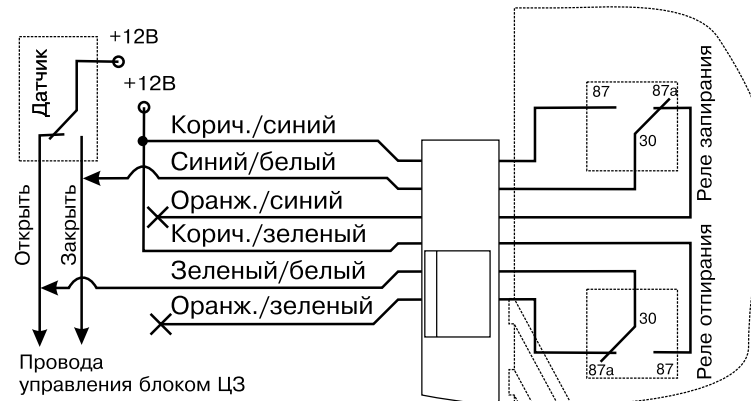 +12В
+12В
Датчик
Корич./синий
Синий/белый
Оранж./синий
Корич./зеленый
Зеленый/белый
Оранж./зеленый
Открыть
Закрыть
Провода
управления блоком ЦЗ
87
87а
30
Реле запирания
30
87а
87
Реле отпирания